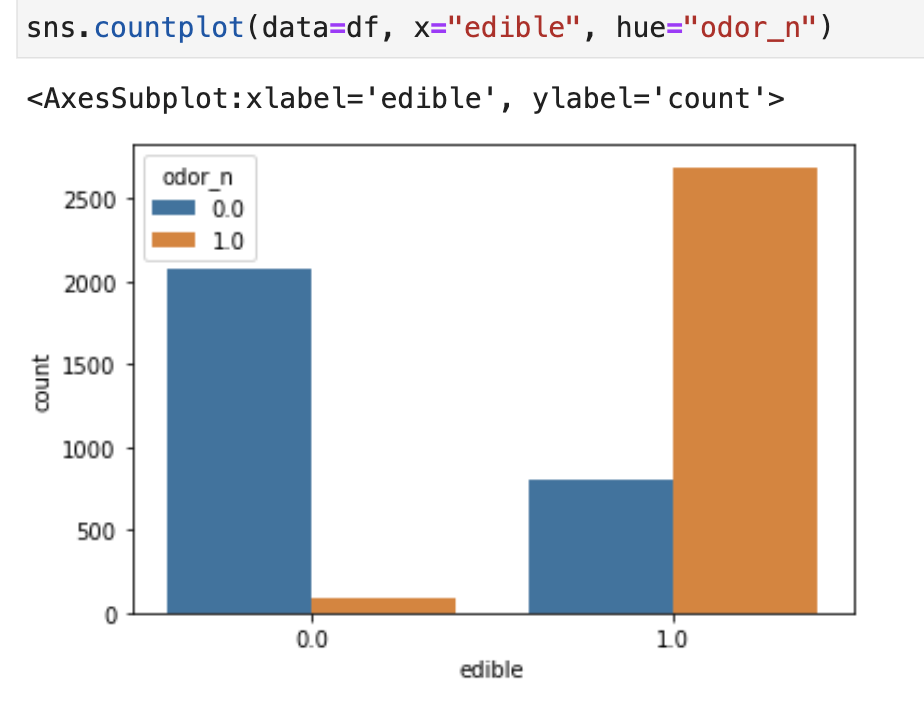 sns.countplot(data=df, x="edible", hue="odor_n")
<AxesSubplot:xlabel='edible', ylabel='count'>
odor_n
0.0
1.0
2500
2000
1500
1000
500
0
count
0.0
1.0
edible